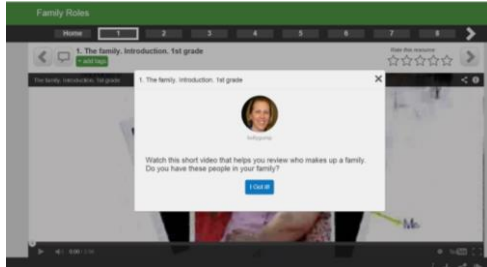 Family Roles
Home 1 2 3 4 5 6 7 8
1. The family. Introduction. 1st grade
+ add tags
Rate this resource
The family. Introduction. 1st grade
1. The family. Introduction. 1st grade
Watch this short video that helps you review who makes up a family.
Do you have these people in your family?
I Got It!
Me
0:00